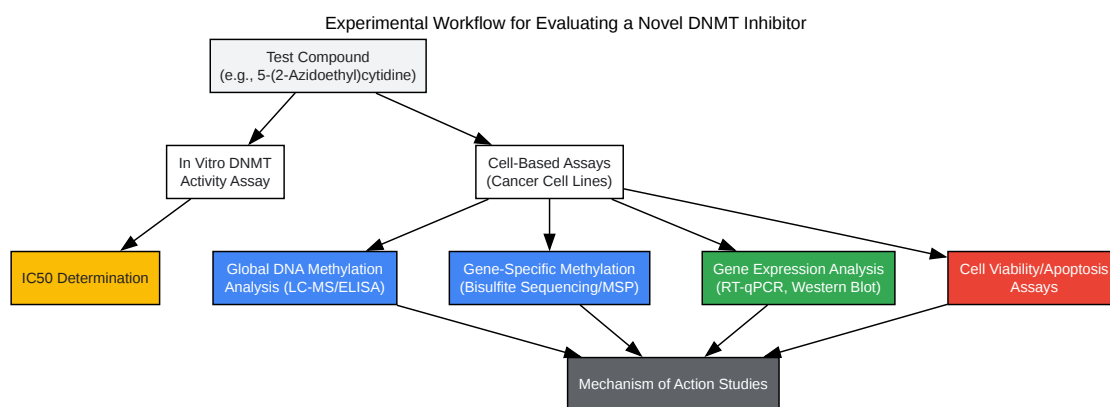 Experimental Workflow for Evaluating a Novel DNMT Inhibitor
Test Compound
(e.g., 5-(2-Azidoethyl)cytidine)
In Vitro DNMT
Activity Assay
Cell-Based Assays
(Cancer Cell Lines)
IC50 Determination
Global DNA Methylation
Analysis (LC-MS/ELISA)
Gene-Specific Methylation
(Bisulfite Sequencing/MSP)
Gene Expression Analysis
(RT-qPCR, Western Blot)
Cell Viability/Apoptosis
Assays
Mechanism of Action Studies